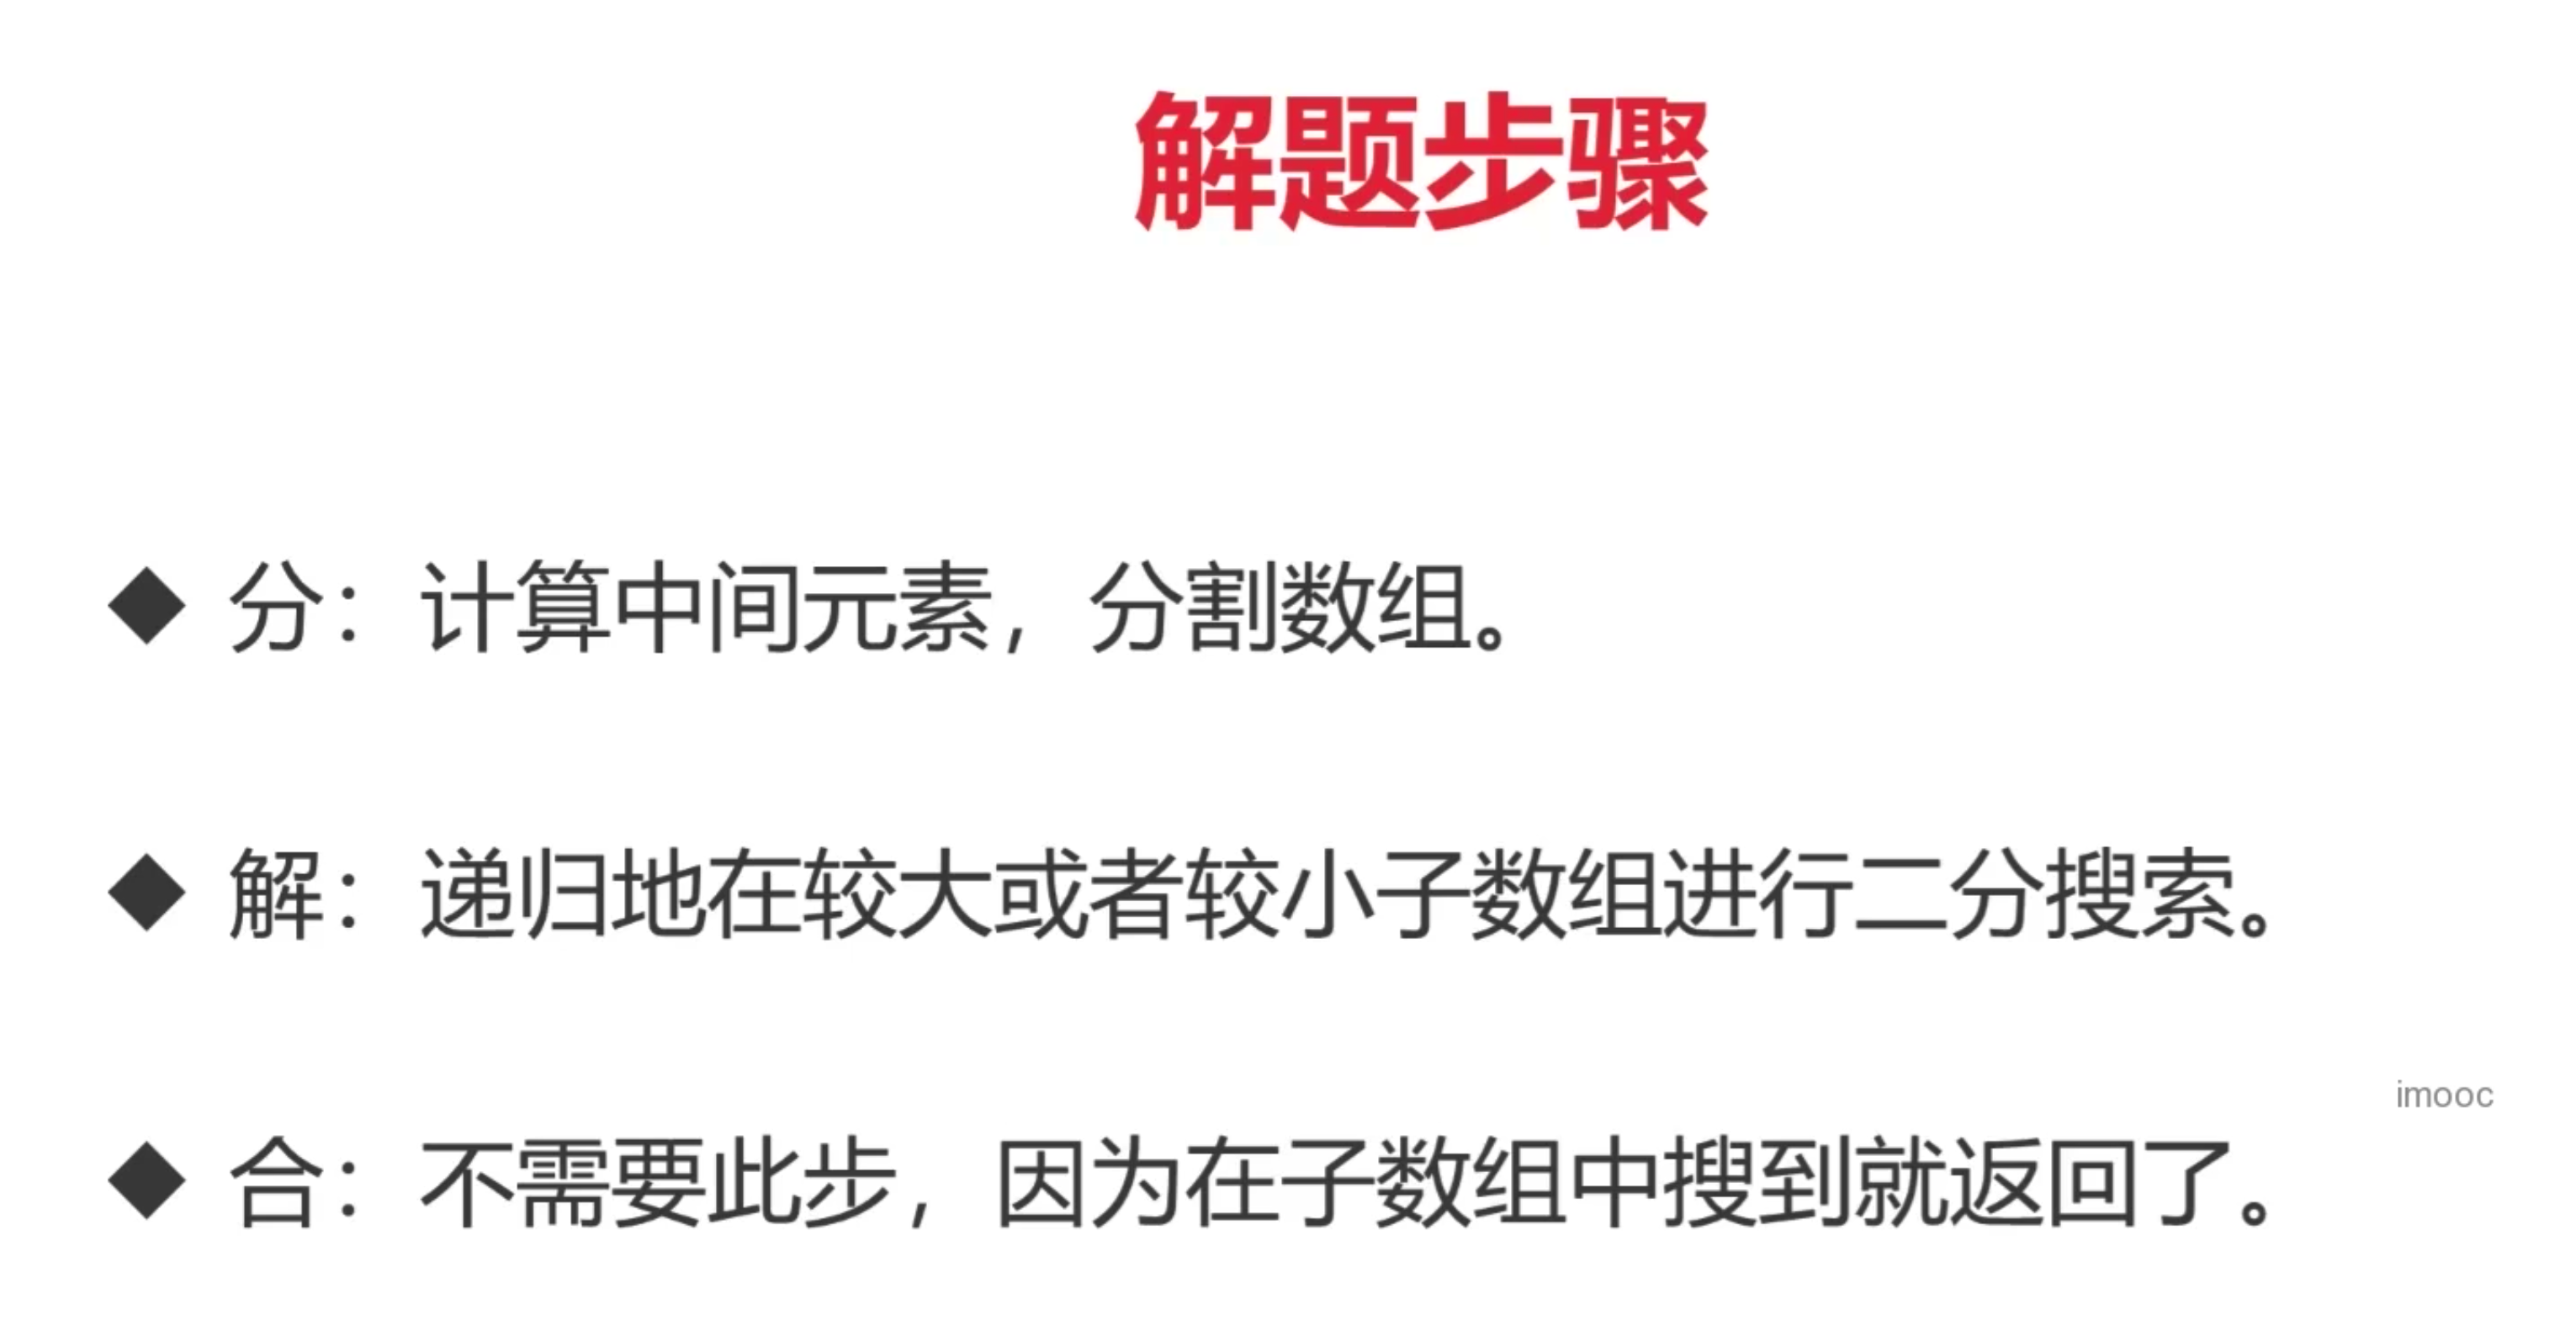 解题步骤
◆ 分：计算中间元素，分割数组。
◆ 解：递归地在较大或者较小子数组进行二分搜索。
imooc
◆ 合：不需要此步，因为在子数组中搜到就返回了。